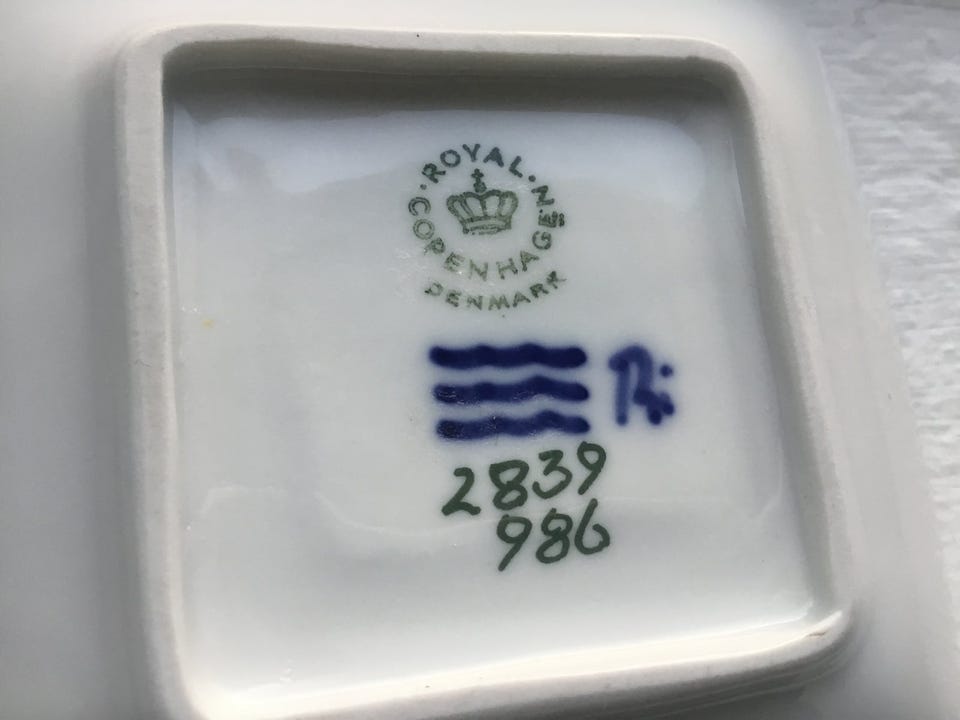 ROYAL
COPENHAGEN
DENMARK
2839
986